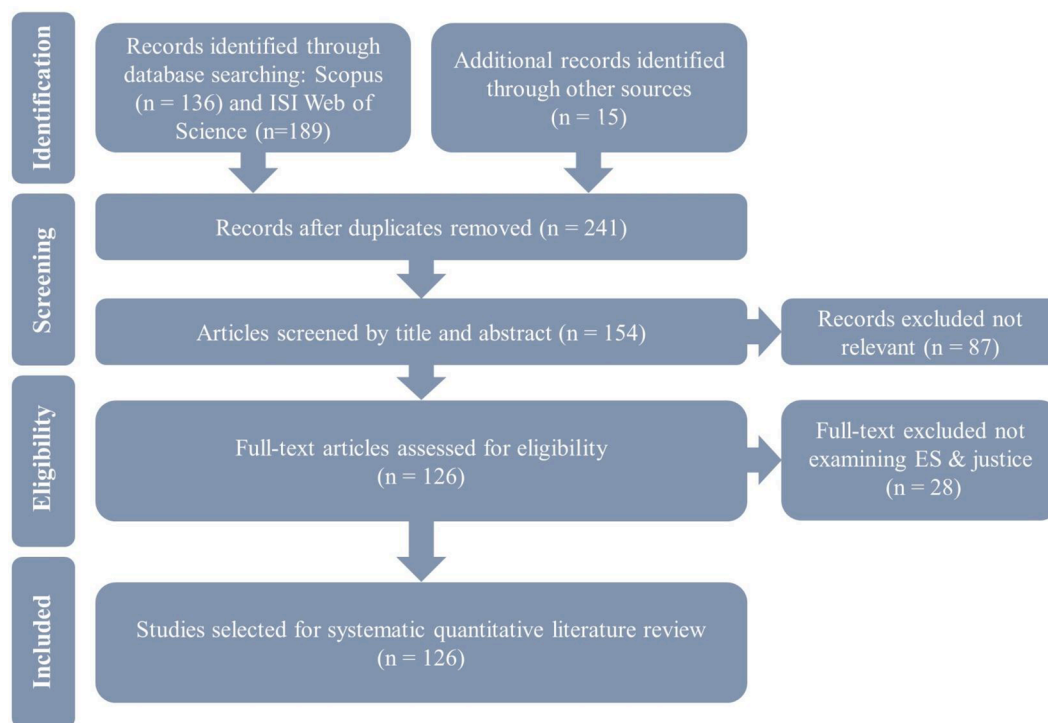 Identification
Records identified through
database searching: Scopus
(n = 136) and ISI Web of
Science (n=189)
Additional records identified
through other sources
(n = 15)
Screening
Records after duplicates removed (n = 241)
Articles screened by title and abstract (n = 154)
Records excluded not
relevant (n = 87)
Eligibility
Full-text articles assessed for eligibility
(n = 126)
Full-text excluded not
examining ES & justice
(n = 28)
Included
Studies selected for systematic quantitative literature review
(n = 126)